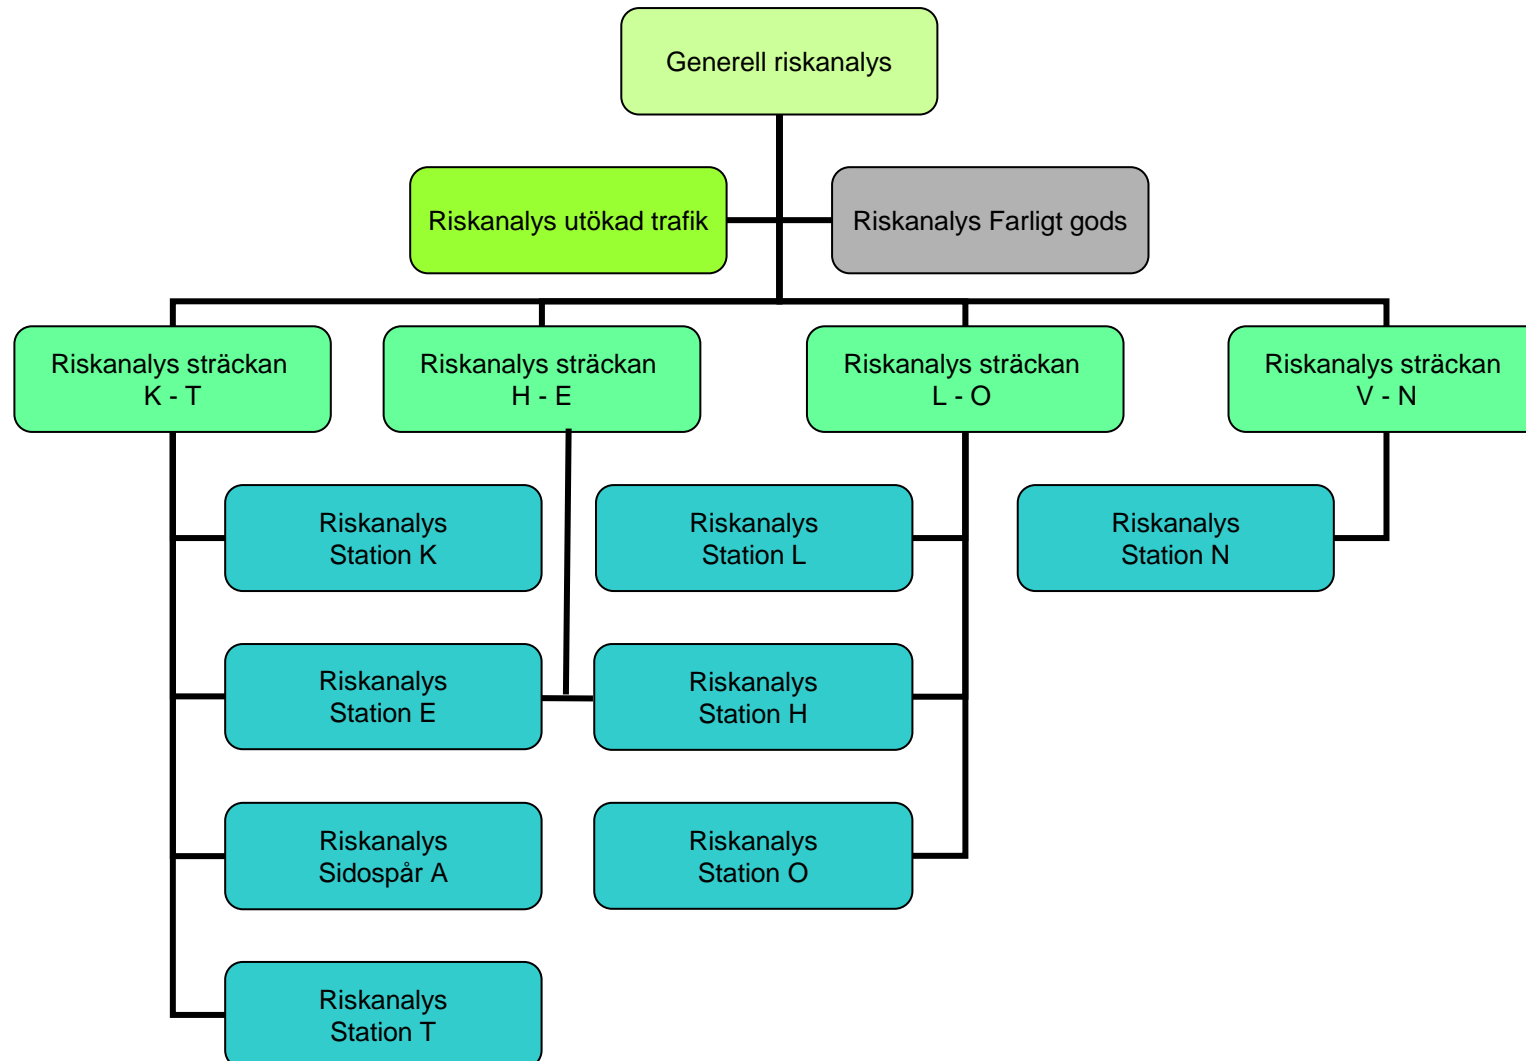 Generell riskanalys
Riskanalys utökad trafik
Riskanalys Farligt gods
Riskanalys sträckan
K - T
Riskanalys sträckan
H - E
Riskanalys sträckan
L - O
Riskanalys sträckan
V - N
Riskanalys
Station K
Riskanalys
Station L
Riskanalys
Station N
Riskanalys
Station E
Riskanalys
Station H
Riskanalys
Sidospår A
Riskanalys
Station O
Riskanalys
Station T